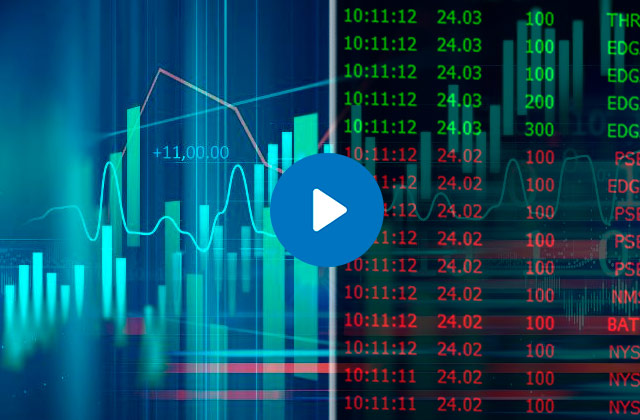 +11,00.00
10:11:12 24.03 100 THR
10:11:12 24.03 100 EDG
10:11:12 24.03 100 EDG
10:11:12 24.03 200 EDG
10:11:12 24.03 300 EDG
10:11:12 24.02 100 PSE
10:11:12 24.02 100 EDG
10:11:12 24.02 100 PSE
10:11:12 24.02 100 PSE
10:11:12 24.02 100 PSE
10:11:12 24.02 100 NMS
10:11:12 24.02 100 BAT
10:11:12 24.02 100 NYS
10:11:11 24.02 100 NYS
10:11:11 24.02 100 NYS